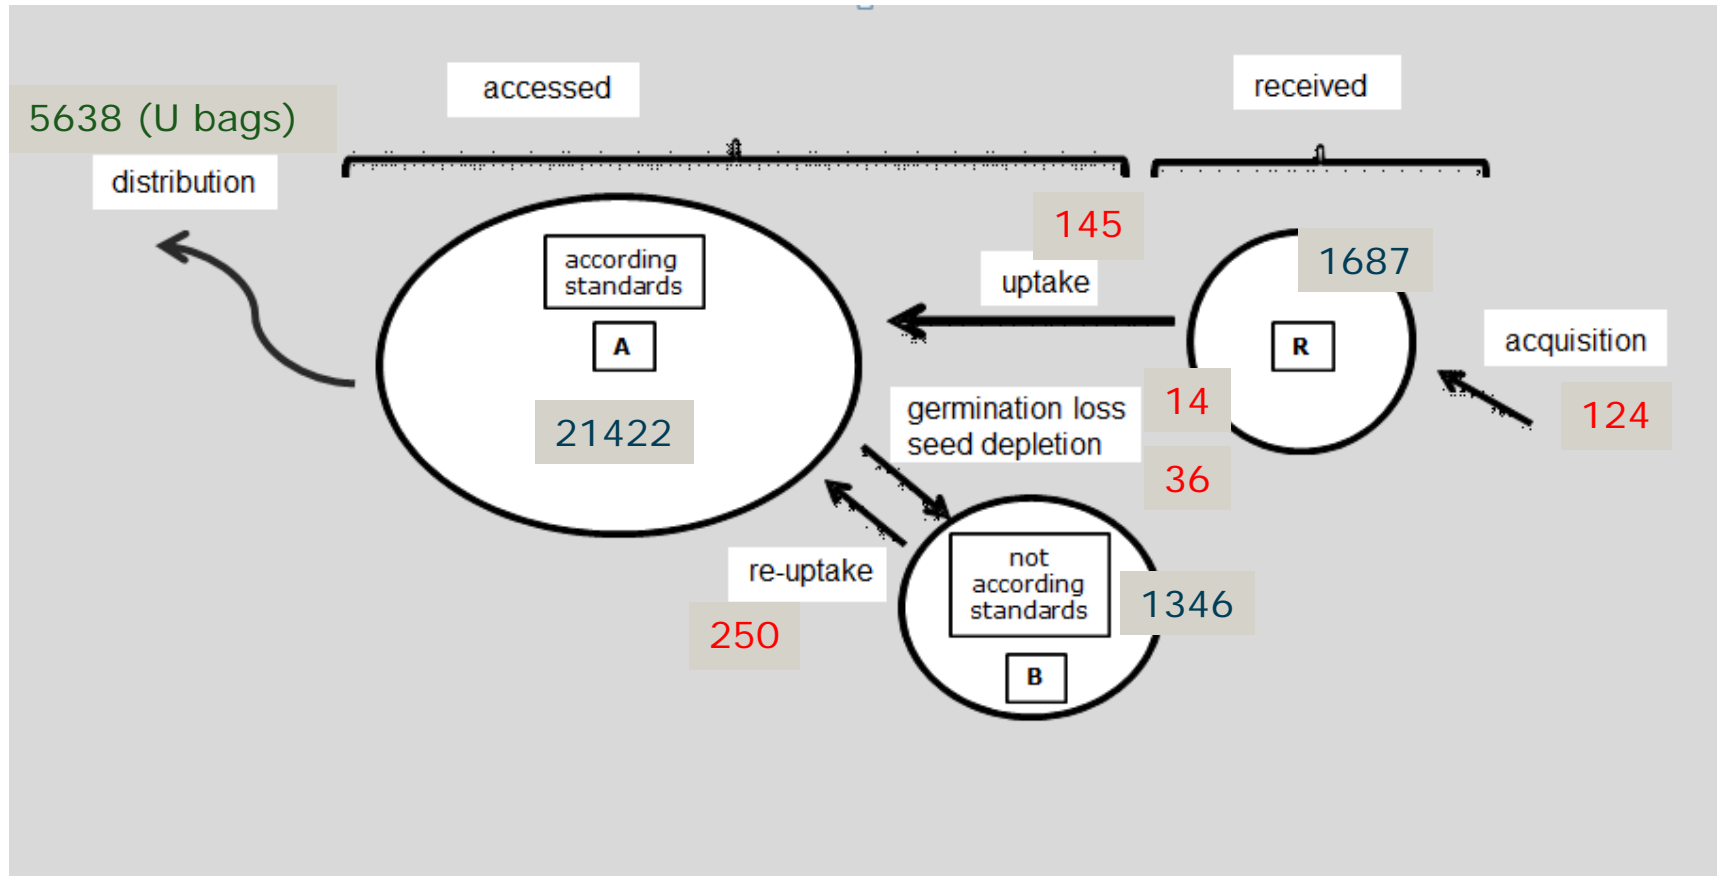 accessed
received
5638 (U bags)
distribution
145
according
standards
1687
uptake
A
R
acquisition
21422
germination loss
seed depletion
14
124
36
re-uptake
not
according
standards
1346
250
B